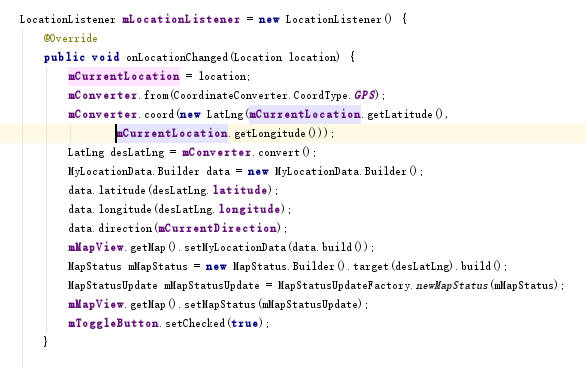 LocationListener mLocationListener = new LocationListener() {
@Override
public void onLocationChanged(Location location) {
mCurrentLocation = location;
mConverter.from(CoordinateConverter.CoordType.GPS);
mConverter.coord(new LatLng(mCurrentLocation.getLatitude(),
mCurrentLocation.getLongitude()));
LatLng desLatLng = mConverter.convert();
MyLocationData.Builder data = new MyLocationData.Builder();
data.latitude(desLatLng.latitude);
data.longitude(desLatLng.longitude);
data.direction(mCurrentDirection);
mMapView.getMap().setMyLocationData(data.build());
MapStatus mMapStatus = new MapStatus.Builder().target(desLatLng).build();
MapStatusUpdate mMapStatusUpdate = MapStatusUpdateFactory.newMapStatus(mMapStatus);
mMapView.getMap().setMapStatus(mMapStatusUpdate);
mToggleButton.setChecked(true);
}